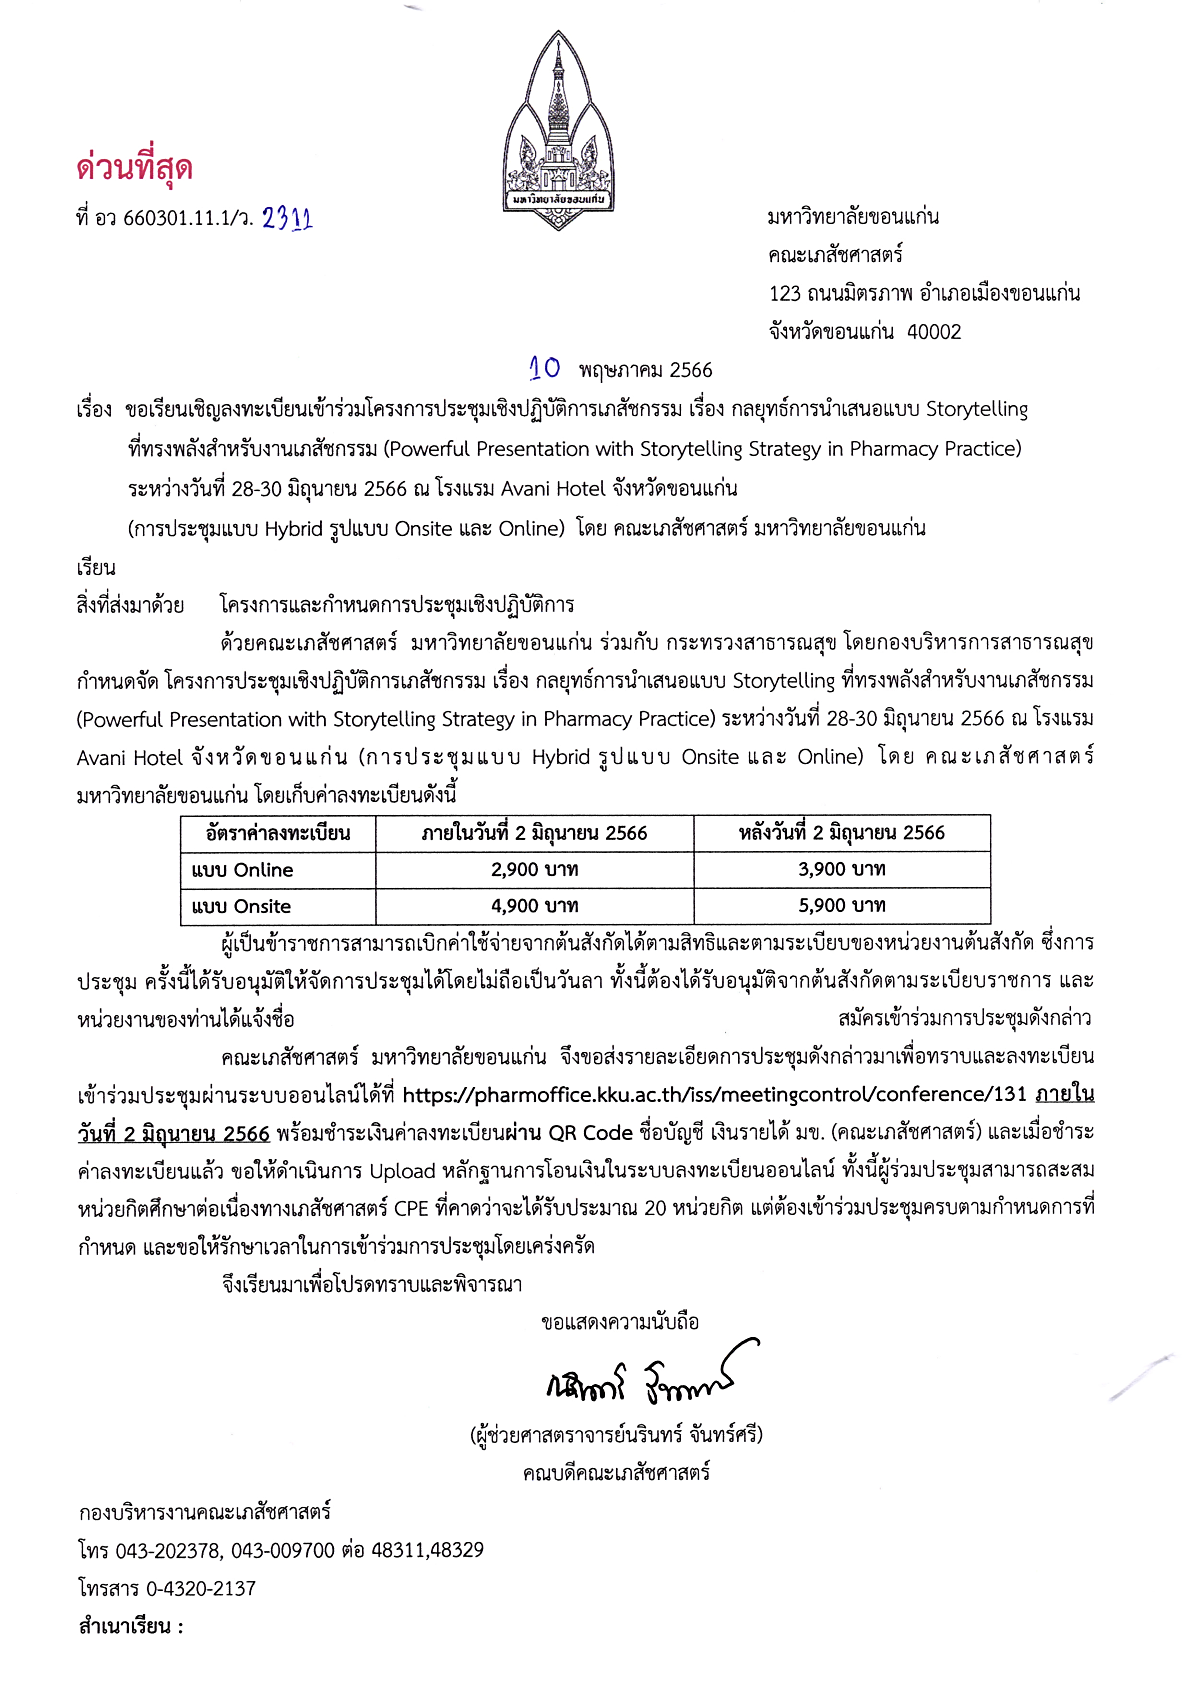 มหาวิทยาลัยขอนแก่น
ด่วนที่สุด
ที่ อว 660301.11.1/ว. 2311
มหาวิทยาลัยขอนแก่น
คณะเภสัชศาสตร์
123 ถนนมิตรภาพ อำเภอเมืองขอนแก่น
จังหวัดขอนแก่น 40002
10 พฤษภาคม 2566
เรื่อง ขอเรียนเชิญลงทะเบียนเข้าร่วมโครงการประชุมเชิงปฏิบัติการเภสัชกรรม เรื่อง กลยุทธ์การนำเสนอแบบ Storytelling
ที่ทรงพลังสำหรับงานเภสัชกรรม (Powerful Presentation with Storytelling Strategy in Pharmacy Practice)
ระหว่างวันที่ 28-30 มิถุนายน 2566 ณ โรงแรม Avani Hotel จังหวัดขอนแก่น
(การประชุมแบบ Hybrid รูปแบบ Onsite และ Online) โดย คณะเภสัชศาสตร์ มหาวิทยาลัยขอนแก่น
เรียน
สิ่งที่ส่งมาด้วย โครงการและกำหนดการประชุมเชิงปฏิบัติการ
ด้วยคณะเภสัชศาสตร์ มหาวิทยาลัยขอนแก่น ร่วมกับ กระทรวงสาธารณสุข โดยกองบริหารการสาธารณสุข
กำหนดจัด โครงการประชุมเชิงปฏิบัติการเภสัชกรรม เรื่อง กลยุทธ์การนำเสนอแบบ Storytelling ที่ทรงพลังสำหรับงานเภสัชกรรม
(Powerful Presentation with Storytelling Strategy in Pharmacy Practice) ระหว่างวันที่ 28-30 มิถุนายน 2566 ณ โรงแรม
Avani Hotel จังหวัดขอนแก่น (การประชุมแบบ Hybrid รูปแบบ Onsite และ Online) โดย คณะเภสัชศาสตร์
มหาวิทยาลัยขอนแก่น โดยเก็บค่าลงทะเบียนดังนี้
อัตราค่าลงทะเบียน ภายในวันที่ 2 มิถุนายน 2566 หลังวันที่ 2 มิถุนายน 2566
แบบ Online 2,900 บาท 3,900 บาท
แบบ Onsite 4,900 บาท 5,900 บาท
ผู้เป็นข้าราชการสามารถเบิกค่าใช้จ่ายจากต้นสังกัดได้ตามสิทธิและตามระเบียบของหน่วยงานต้นสังกัด ซึ่งการ
ประชุม ครั้งนี้ได้รับอนุมัติให้จัดการประชุมได้โดยไม่ถือเป็นวันลา ทั้งนี้ต้องได้รับอนุมัติจากต้นสังกัดตามระเบียบราชการ และ
หน่วยงานของท่านได้แจ้งชื่อ สมัครเข้าร่วมการประชุมดังกล่าว
คณะเภสัชศาสตร์ มหาวิทยาลัยขอนแก่น จึงขอส่งรายละเอียดการประชุมดังกล่าวมาเพื่อทราบและลงทะเบียน
เข้าร่วมประชุมผ่านระบบออนไลน์ได้ที่ https://pharmoffice.kku.ac.th/iss/meetingcontrol/conference/131 ภายใน
วันที่ 2 มิถุนายน 2566 พร้อมชำระเงินค่าลงทะเบียนผ่าน QR Code ชื่อบัญชี เงินรายได้ มข. (คณะเภสัชศาสตร์) และเมื่อชำระ
ค่าลงทะเบียนแล้ว ขอให้ดำเนินการ Upload หลักฐานการโอนเงินในระบบลงทะเบียนออนไลน์ ทั้งนี้ผู้ร่วมประชุมสามารถสะสม
หน่วยกิตศึกษาต่อเนื่องทางเภสัชศาสตร์ CPE ที่คาดว่าจะได้รับประมาณ 20 หน่วยกิต แต่ต้องเข้าร่วมประชุมครบตามกำหนดการที่
กำหนด และขอให้รักษาเวลาในการเข้าร่วมการประชุมโดยเคร่งครัด
จึงเรียนมาเพื่อโปรดทราบและพิจารณา
ขอแสดงความนับถือ
(ผู้ช่วยศาสตราจารย์นรินทร์ จันทร์ศรี)
คณบดีคณะเภสัชศาสตร์
กองบริหารงานคณะเภสัชศาสตร์
โทร 043-202378, 043-009700 ต่อ 48311,48329
โทรสาร 0-4320-2137
สำเนาเรียน :